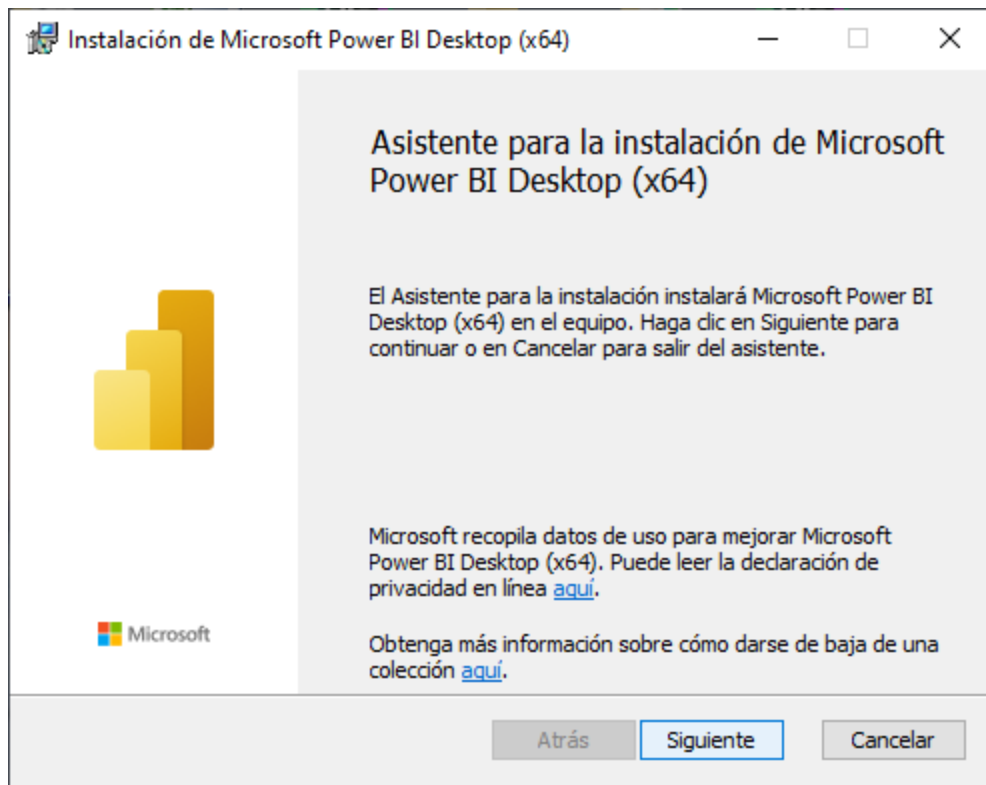 Instalación de Microsoft Power BI Desktop (x64)
Asistente para la instalación de Microsoft
Power BI Desktop (x64)
El Asistente para la instalación instalará Microsoft Power BI
Desktop (x64) en el equipo. Haga clic en Siguiente para
continuar o en Cancelar para salir del asistente.
Microsoft recopila datos de uso para mejorar Microsoft
Power BI Desktop (x64). Puede leer la declaración de
privacidad en línea aquí.
Microsoft
Obtenga más información sobre cómo darse de baja de una
colección aquí.
Atrás
Siguiente
Cancelar